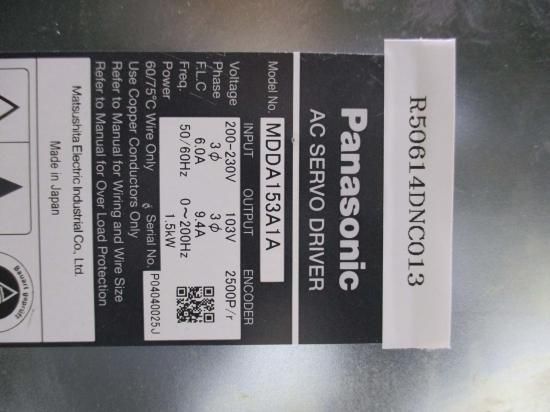 R50614DNC013
Panasonic
AC SERVO DRIVER
Model No. MDDA153A1A
INPUT OUTPUT ENCODER
Voltage 200-230V 103V 2500P/r
Phase 3ϕ 3ϕ
F.L.C 6.0A 9.4A
Freq. 50/60Hz 0~200Hz
Power 1.5kW
Serial No. P04040025J
60/75°C Wire Only
Use Copper Conductors Only
Refer to Manual for Wiring and Wire Size
Refer to Manual for Over Load Protection
Matsushita Electric Industrial Co., Ltd.
Made in Japan
Bauart geprüft